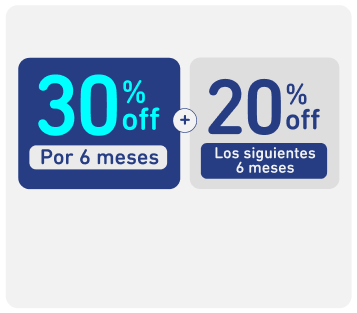 30% off
Por 6 meses
+
20% off
Los siguientes
6 meses